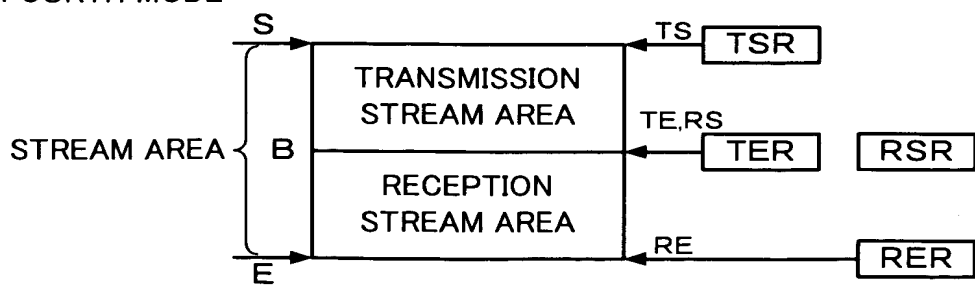 FOURTH MODE
S
TS
TSR
TRANSMISSION
STREAM AREA
TE,RS
STREAM AREA
B
TER
RSR
RECEPTION
STREAM AREA
RE
RER
E